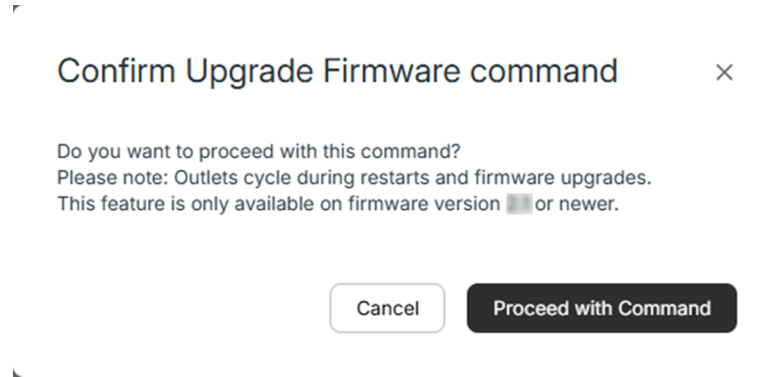 Confirm Upgrade Firmware command
Do you want to proceed with this command?
Please note: Outlets cycle during restarts and firmware upgrades.
This feature is only available on firmware version or newer.
Cancel
Proceed with Command